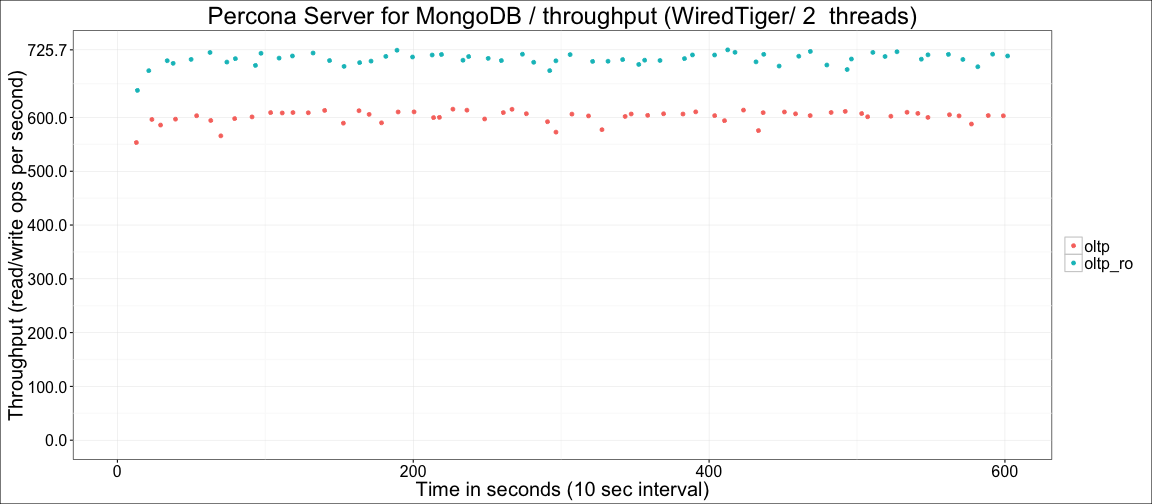 Percona Server for MongoDB / throughput (WiredTiger/ 2  threads)
Throughput (read/write ops per second)
725.7
600.0
500.0
400.0
300.0
200.0
100.0
0.0
0 200 400 600
Time in seconds (10 sec interval)
oltp
oltp_ro